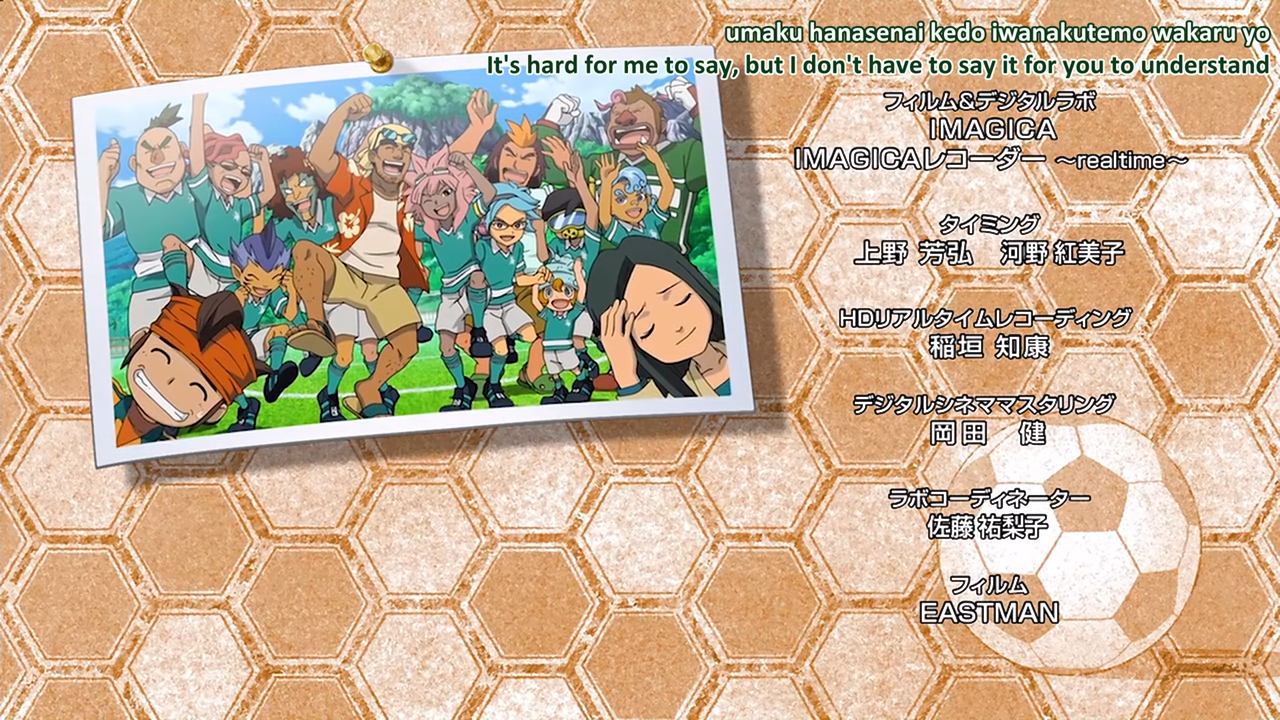 umaku hanasenai kedo iwanakutemo wakaru yo
It's hard for me to say, but I don't have to say it for you to understand
フィルム&デジタルラボ
IMAGICA
IMAGICAレコーダー ～realtime～
タイミング
上野 芳弘 河野 紅美子
HDリアルタイムレコーディング
稲垣 知康
デジタルシネママスタリング
岡田 健
ラボコーディネーター
佐藤 祐梨子
フィルム
EASTMAN